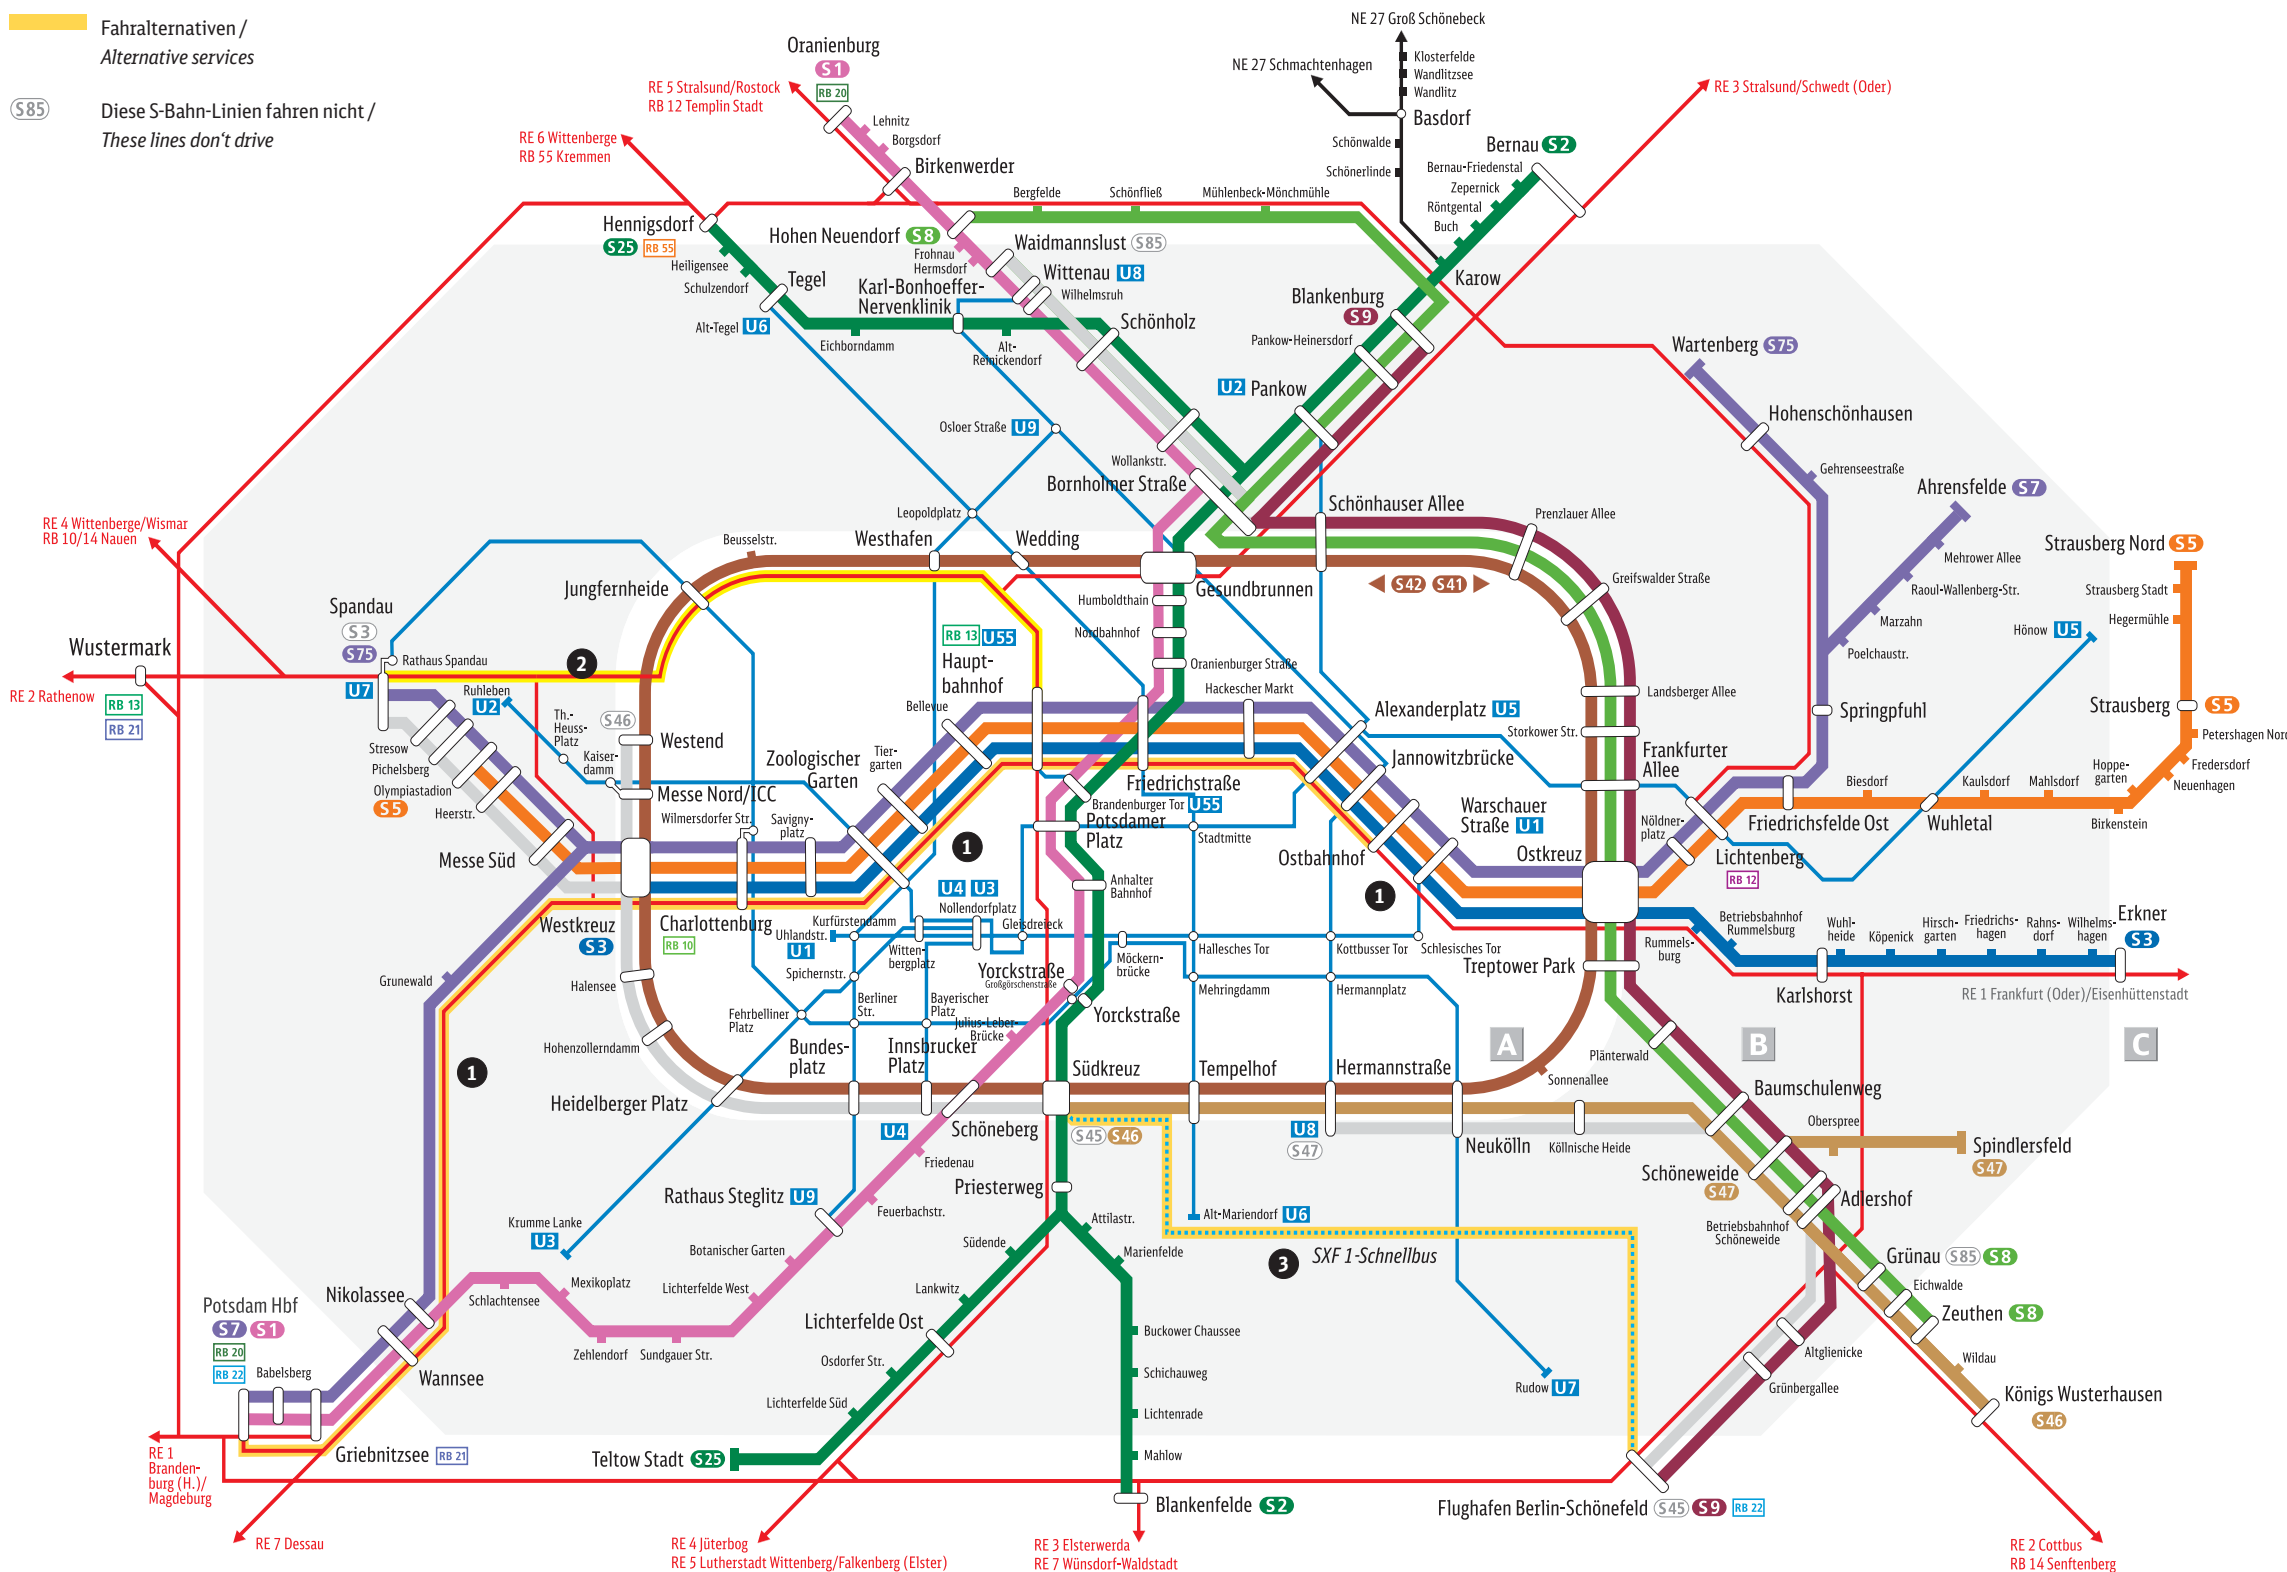 Fahralternativen /
Alternative services
S85
Diese S-Bahn-Linien fahren nicht /
These lines don't drive
NE 27 Groß Schönebeck
Klosterfelde
Wandlitzsee
Wandlitz
NE 27 Schmachtenhagen
Basdorf
Schönwalde
Schönerlinde
RE 3 Stralsund/Schwedt (Oder)
Oranienburg
S1
RB 20
RE 5 Stralsund/Rostock
RB 12 Templin Stadt
Lehnitz
Borgsdorf
Birkenwerder
RE 6 Wittenberge
RB 55 Kremmen
Bernau S2
Bernau-Friedenstal
Zepernick
Röntgental
Buch
Karow
Bergfelde
Schönfließ
Mühlenbeck-Mönchmühle
Hennigsdorf
S25 RB 55
Hohen Neuendorf S8
Frohnau
Hermsdorf
Waidmannslust S85
Wittenau U8
Wilhelmsruh
Heiligensee
Schulzendorf
Tegel
Alt-Tegel U6
Karl-Bonhoeffer-
Nervenklinik
Eichborndamm
Alt-
Reinickendorf
Schönholz
Blankenburg
S9
Pankow-Heinersdorf
U2 Pankow
Wartenberg S75
Hohenschönhausen
Gehrenseestraße
Ahrensfelde S7
Mehrower Allee
Raoul-Wallenberg-Str.
Marzahn
Poelchaustr.
Osloer Straße U9
Wollankstr.
Bornholmer Straße
Leopoldplatz
Schönhauser Allee
Prenzlauer Allee
Greifswalder Straße
RE 4 Wittenberge/Wismar
RB 10/14 Nauen
Beusselstr.
Westhafen
Wedding
Jungfernheide
Gesundbrunnen
S42 S41
Strausberg Nord S5
Strausberg Stadt
Hegermühle
Strausberg S5
Petershagen Nord
Fredersdorf
Neuenhagen
Hoppe-
garten
Birkenstein
Hönow U5
Spandau
S3
S75
U7
Rathaus Spandau
Wustermark
RE 2 Rathenow
RB 13
RB 21
2
Humboldthain
Nordbahnhof
Oranienburger Straße
RB 13 U55
Haupt-
bahnhof
Hackescher Markt
Bellevue
Ruhleben
U2
Th.-
Heuss-
Platz
Kaiser-
damm
S46
Westend
Messe Nord/ICC
Stresow
Pichelsberg
Olympiastadion
S5
Heerstr.
Messe Süd
Zoologischer
Garten
Tier-
garten
Wilmersdorfer Str.
Savigny-
platz
Friedrichstraße
Brandenburger Tor U55
Potsdamer
Platz
Stadtmitte
Alexanderplatz U5
Jannowitzbrücke
Storkower Str.
Landsberger Allee
Frankfurter
Allee
Springpfuhl
Warschauer
Straße U1
Ostbahnhof
Ostkreuz
Nöldner-
platz
Lichtenberg
RB 12
Friedrichsfelde Ost
Biesdorf
Wuhletal
Kaulsdorf
Mahlsdorf
1
1
Westkreuz
S3
Charlottenburg
RB 10
Kurfürstendamm
Uhlandstr.
U1
U4 U3
Nollendorfplatz
Witten-
bergplatz
Gleisdreieck
Anhalter
Bahnhof
Möckern-
brücke
Hallesches Tor
Kottbusser Tor
Schlesisches Tor
Spichernstr.
Yorckstraße
Großgörschenstraße
Mehringdamm
Hermannplatz
Treptower Park
Rummels-
burg
Betriebsbahnhof
Rummelsburg
Wuhl-
heide
Köpenick
Hirsch-
garten
Friedrichs-
hagen
Rahns-
dorf
Wilhelms-
hagen
Erkner
S3
Karlshorst
RE 1 Frankfurt (Oder)/Eisenhüttenstadt
Grunewald
Halensee
Hohenzollerndamm
Fehrbelliner
Platz
Berliner
Str.
Bayerischer
Platz
Julius-Leber-
Brücke
Yorckstraße
Heidelberger Platz
Bundes-
platz
Innsbrucker
Platz
U4
Schöneberg
Südkreuz
S45 S46
Tempelhof
Hermannstraße
U8
S47
Neukölln
Sonnenallee
Köllnische Heide
A
B
C
Plänterwald
Baumschulenweg
Oberspree
Spindlersfeld
S47
Schöneweide
S47
Betriebsbahnhof
Schöneweide
Adlershof
1
Friedenau
Feuerbachstr.
Rathaus Steglitz U9
Botanischer Garten
Lichterfelde West
Krumme Lanke
U3
Priesterweg
Attilastr.
Marienfelde
Südende
Lankwitz
Lichterfelde Ost
Osdorfer Str.
Lichterfelde Süd
Teltow Stadt S25
Buckower Chaussee
Schichauweg
Lichtenrade
Mahlow
Blankenfelde S2
Alt-Mariendorf U6
3
SXF 1-Schnellbus
Rudow U7
Grünau S85 S8
Eichwalde
Zeuthen S8
Wildau
Königs Wusterhausen
S46
Altglienicke
Grünbergallee
Flughafen Berlin-Schönefeld S45 S9 RB 22
Nikolassee
Schlachtensee
Mexikoplatz
Zehlendorf
Sundgauer Str.
Wannsee
Potsdam Hbf
S7 S1
RB 20
RB 22
Babelsberg
Griebnitzsee RB 21
RE 1
Branden-
burg (H.)/
Magdeburg
RE 7 Dessau
RE 4 Jüterbog
RE 5 Lutherstadt Wittenberg/Falkenberg (Elster)
RE 3 Elsterwerda
RE 7 Wünsdorf-Waldstadt
RE 2 Cottbus
RB 14 Senftenberg